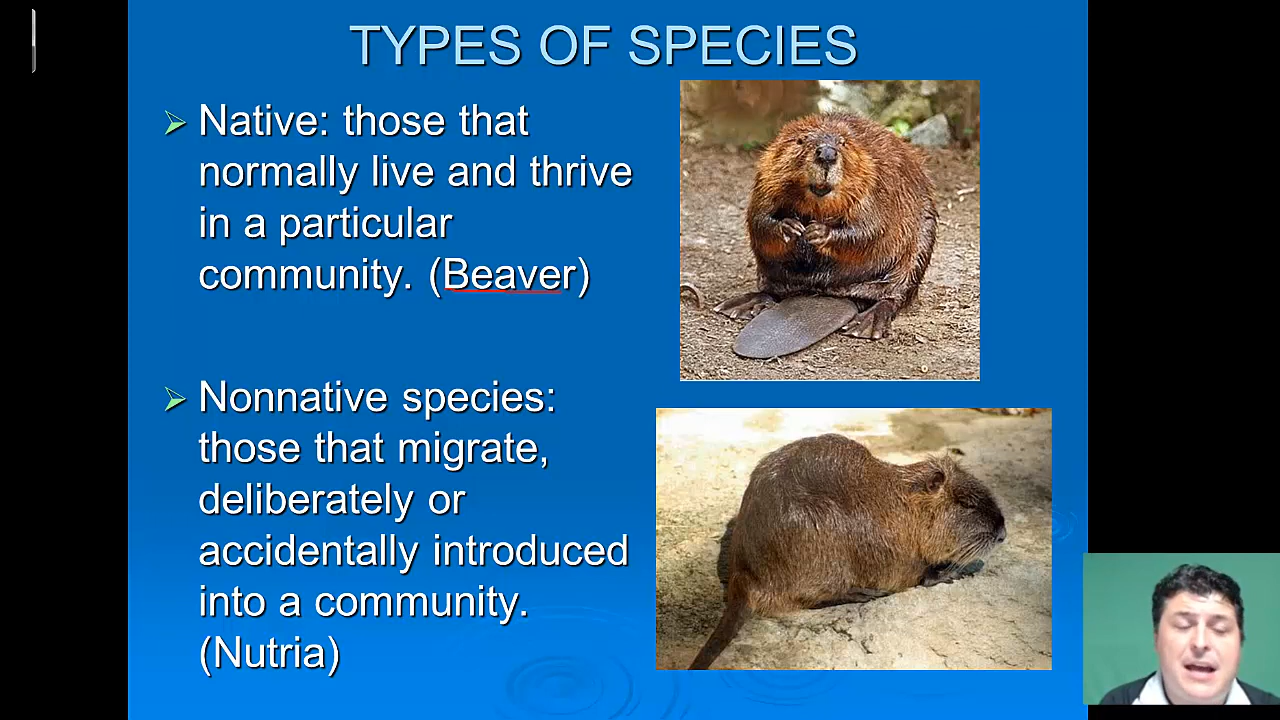 TYPES OF SPECIES
Native: those that
normally live and thrive
in a particular
community. (Beaver)
Nonnative species:
those that migrate,
deliberately or
accidentally introduced
into a community.
(Nutria)